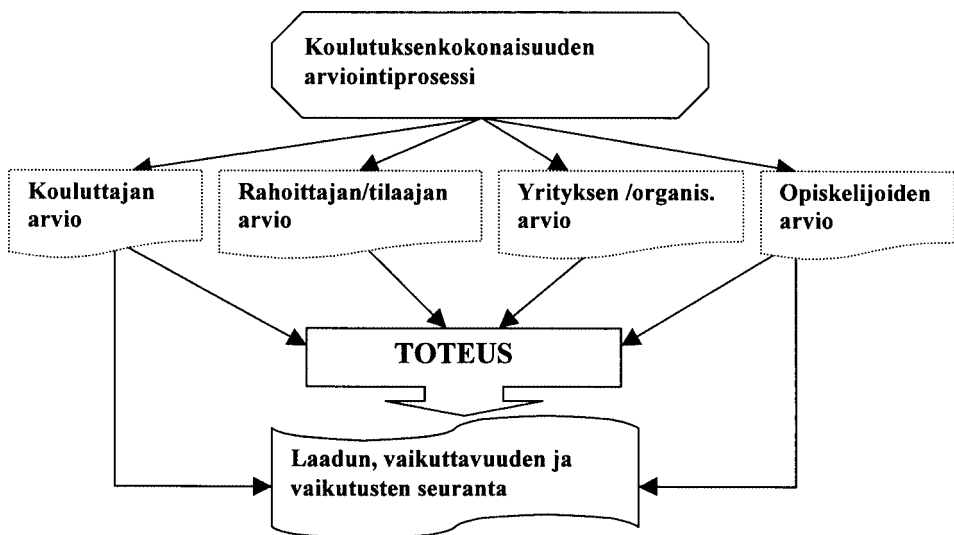 Koulutuksenkokonaisuuden
arviointiprosessi
Kouluttajan
arvio
Rahoittajan/tilaajan
arvio
Yrityksen /organis.
arvio
Opiskelijoiden
arvio
TOTEUS
Laadun, vaikuttavuuden ja
vaikutusten seuranta